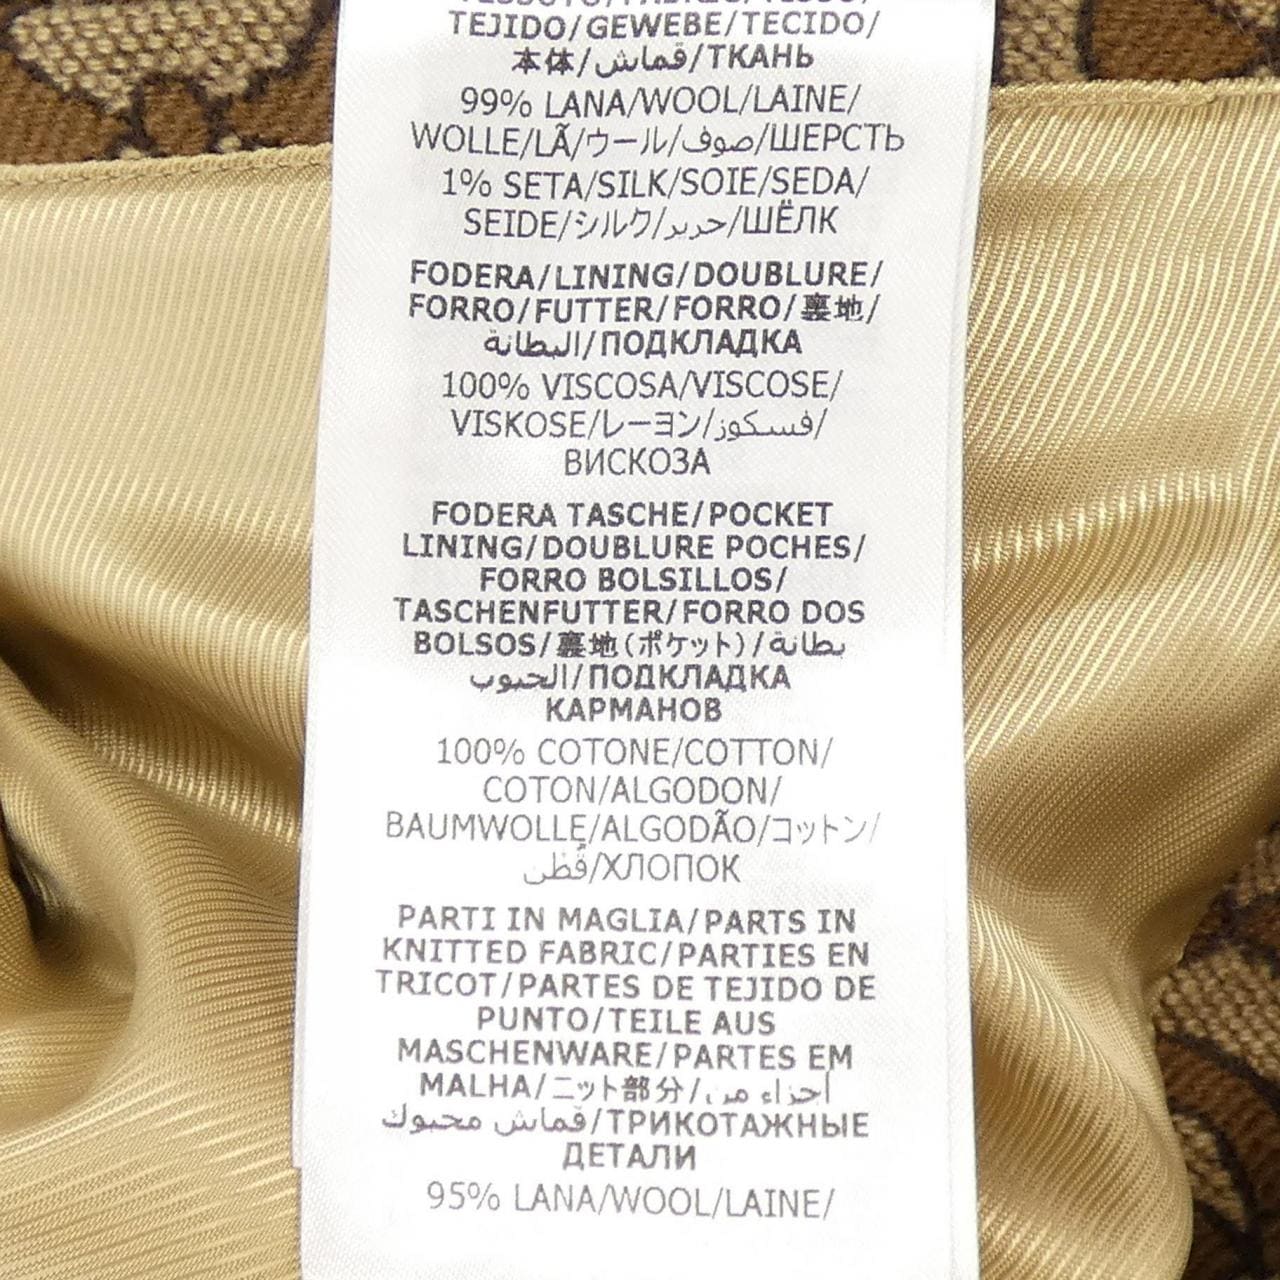 TESSUTO/FABRIC/TISSU/
TEJIDO/GEWEBE/TECIDO/
本体/قماش/ТКАНЬ
99% LANA/WOOL/LAINE/
WOLLE/LÃ/ウール/صوف/ШЕРСТЬ
1% SETA/SILK/SOIE/SEDA/
SEIDE/シルク/حرير/ШЁЛК
FODERA/LINING/DOUBLURE/
FORRO/FUTTER/FORRO/裏地/
البطانة/ПОДКЛАДКА
100% VISCOSA/VISCOSE/
VISKOSE/レーヨン/فسكوز/
ВИСКОЗА
FODERA TASCHE/POCKET
LINING/DOUBLURE POCHES/
FORRO BOLSILLOS/
TASCHENFUTTER/FORRO DOS
BOLSOS/裏地(ポケット)/بطانة
الجيوب/ПОДКЛАДКА
КАРМАНОВ
100% COTONE/COTTON/
COTON/ALGODON/
BAUMWOLLE/ALGODÃO/コットン/
قُطْن/ХЛОПОК
PARTI IN MAGLIA/PARTS IN
KNITTED FABRIC/PARTIES EN
TRICOT/PARTES DE TEJIDO DE
PUNTO/TEILE AUS
MASCHENWARE/PARTES EM
MALHA/ニット部分/أجزاء من
قماش محبوك/ТРИКОТАЖНЫЕ
ДЕТАЛИ
95% LANA/WOOL/LAINE/